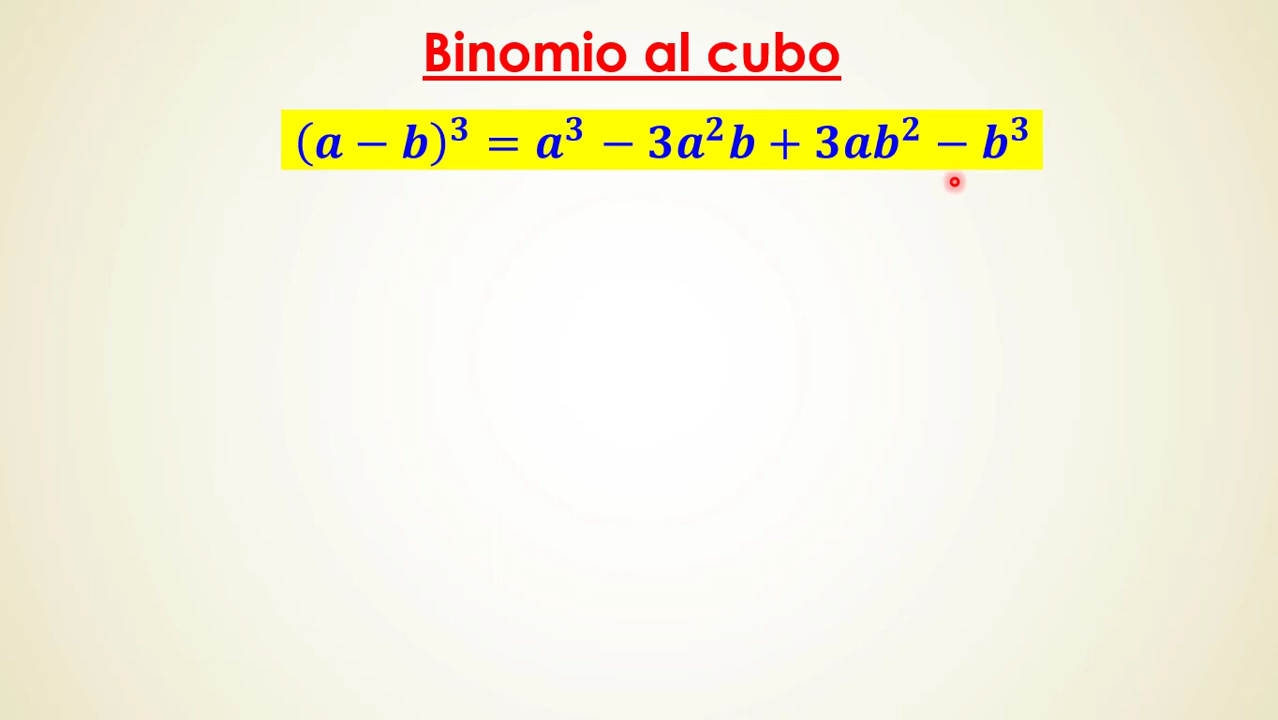 Binomio al cubo
(a − b)³ = a³ − 3a²b + 3ab² − b³